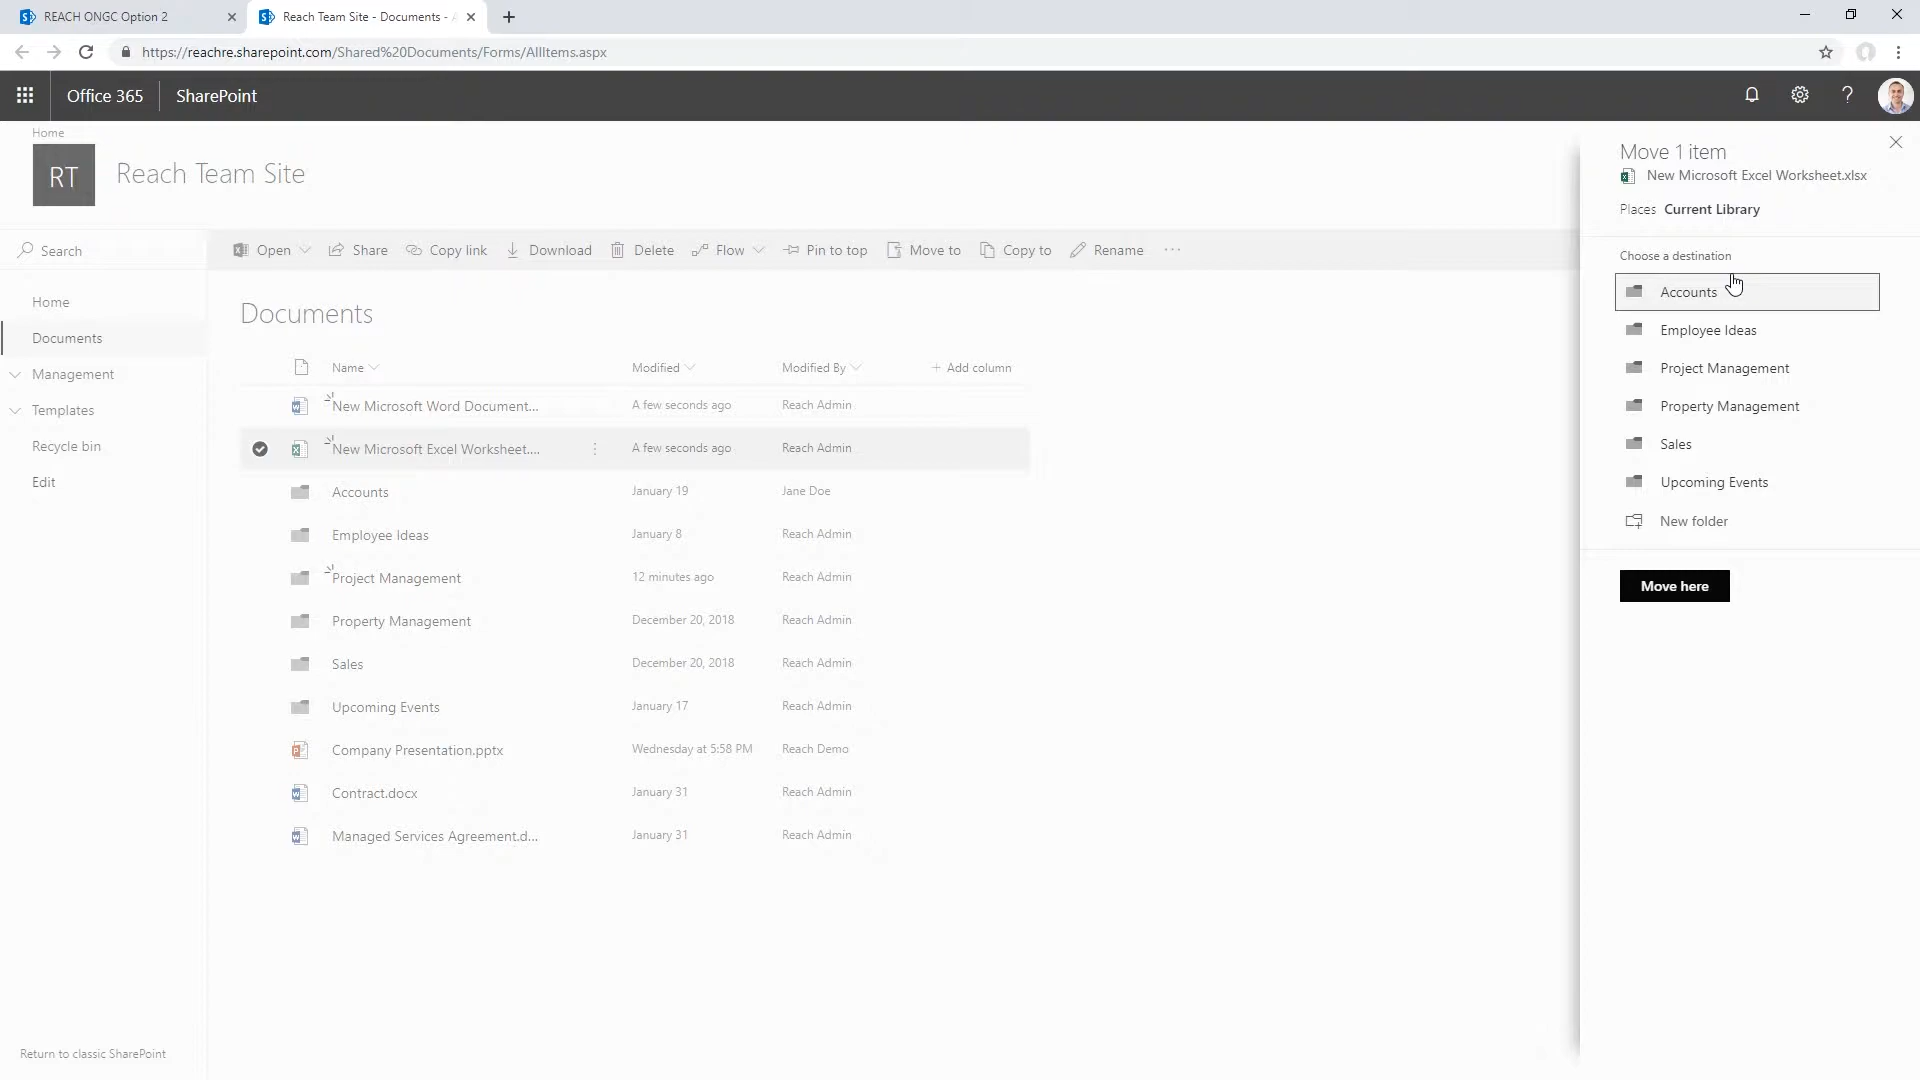 REACH ONGC Option 2
Reach Team Site - Documents -
https://reachre.sharepoint.com/Shared%20Documents/Forms/AllItems.aspx
Office 365
SharePoint
Home
RT
Reach Team Site
Search
Open
Share
Copy link
Download
Delete
Flow
Pin to top
Move to
Copy to
Rename
Home
Documents
Management
Templates
Recycle bin
Edit
Return to classic SharePoint
Documents
Name Modified Modified By + Add column
New Microsoft Word Document... A few seconds ago Reach Admin
New Microsoft Excel Worksheet.... A few seconds ago Reach Admin
Accounts January 19 Jane Doe
Employee Ideas January 8 Reach Admin
Project Management 12 minutes ago Reach Admin
Property Management December 20, 2018 Reach Admin
Sales December 20, 2018 Reach Admin
Upcoming Events January 17 Reach Admin
Company Presentation.pptx Wednesday at 5:58 PM Reach Demo
Contract.docx January 31 Reach Admin
Managed Services Agreement.d... January 31 Reach Admin
Move 1 item
New Microsoft Excel Worksheet.xlsx
Places Current Library
Choose a destination
Accounts
Employee Ideas
Project Management
Property Management
Sales
Upcoming Events
New folder
Move here